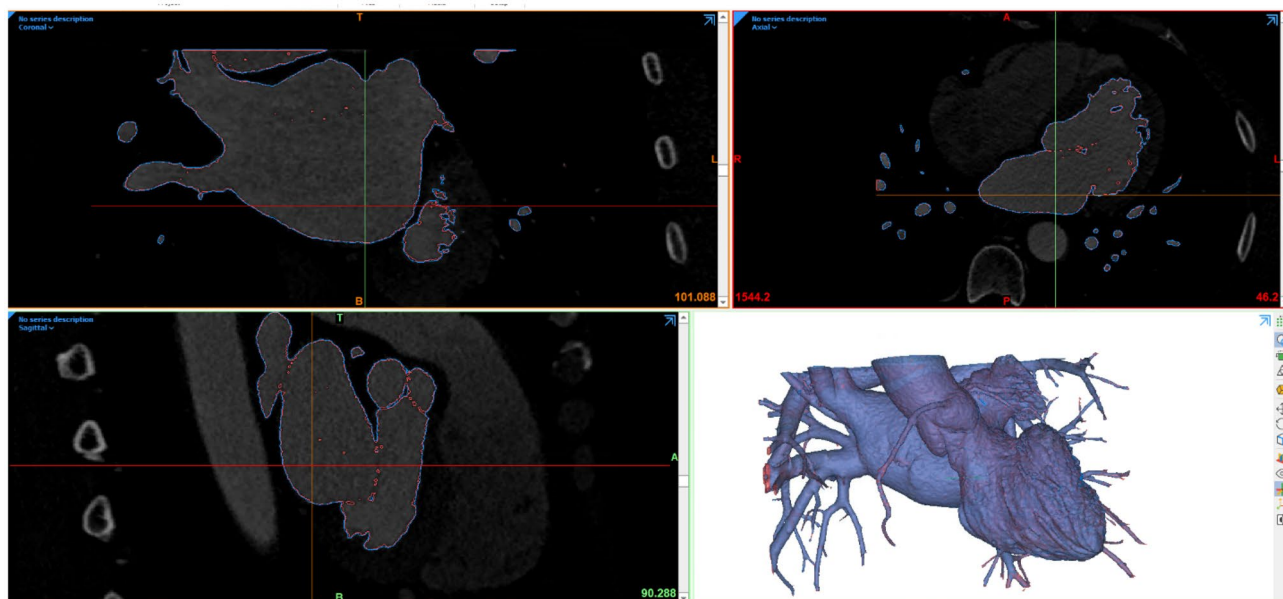 No series description
Coronal
T
L
B
101.088
No series description
Axial
A
R
L
P
1544.2
46.2
No series description
Sagittal
T
A
B
90.288